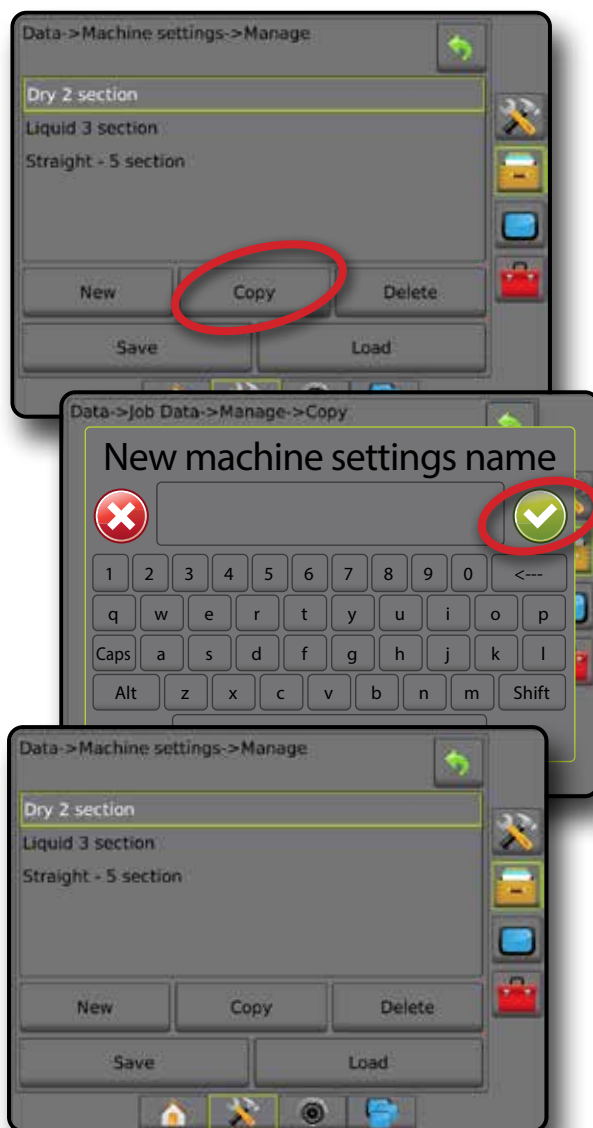 Data->Machine settings->Manage
Dry 2 section
Liquid 3 section
Straight - 5 section
New Copy Delete
Save Load
Data->Job Data->Manage->Copy
New machine settings name
1 2 3 4 5 6 7 8 9 0 <---
q w e r t y u i o p
Caps a s d f g h j k l
Alt z x c v b n m Shift
Data->Machine settings->Manage
Dry 2 section
Liquid 3 section
Straight - 5 section
New Copy Delete
Save Load